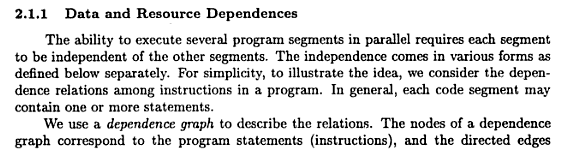 2.1.1 Data and Resource Dependences
The ability to execute several program segments in parallel requires each segment
to be independent of the other segments. The independence comes in various forms as
defined below separately. For simplicity, to illustrate the idea, we consider the depen-
dence relations among instructions in a program. In general, each code segment may
contain one or more statements.
We use a dependence graph to describe the relations. The nodes of a dependence
graph correspond to the program statements (instructions), and the directed edges